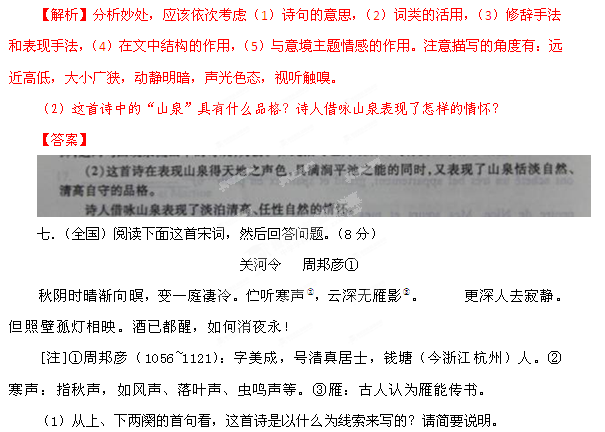 【解析】分析妙处，应该依次考虑（1）诗句的意思，（2）词类的活用，（3）修辞手法
和表现手法，（4）在文中结构的作用，（5）与意境主题情感的作用。注意描写的角度有：远
近高低，大小广狭，动静明暗，声光色态，视听触嗅。
（2）这首诗中的“山泉”具有什么品格？诗人借咏山泉表现了怎样的情怀？
【答案】
(2)这首诗在表现山泉得天地之声色，具满涧平池之能的同时，又表现了山泉恬淡自然、
清高自守的品格。
诗人借咏山泉表现了淡泊清高、任性自然的情怀。
七．（全国）阅读下面这首宋词，然后回答问题。（8 分）
关河令 周邦彦①
秋阴时晴渐向暝，变一庭凄冷。伫听寒声②，云深无雁影②。 更深人去寂静。
但照壁孤灯相映。酒已都醒，如何消夜永！
[注]①周邦彦（1056~1121）：字美成，号清真居士，钱塘（今浙江杭州）人。②
寒声：指秋声，如风声、落叶声、虫鸣声等。③雁：古人认为雁能传书。
（1）从上、下两阕的首句看，这首诗是以什么为线索来写的？请简要说明。